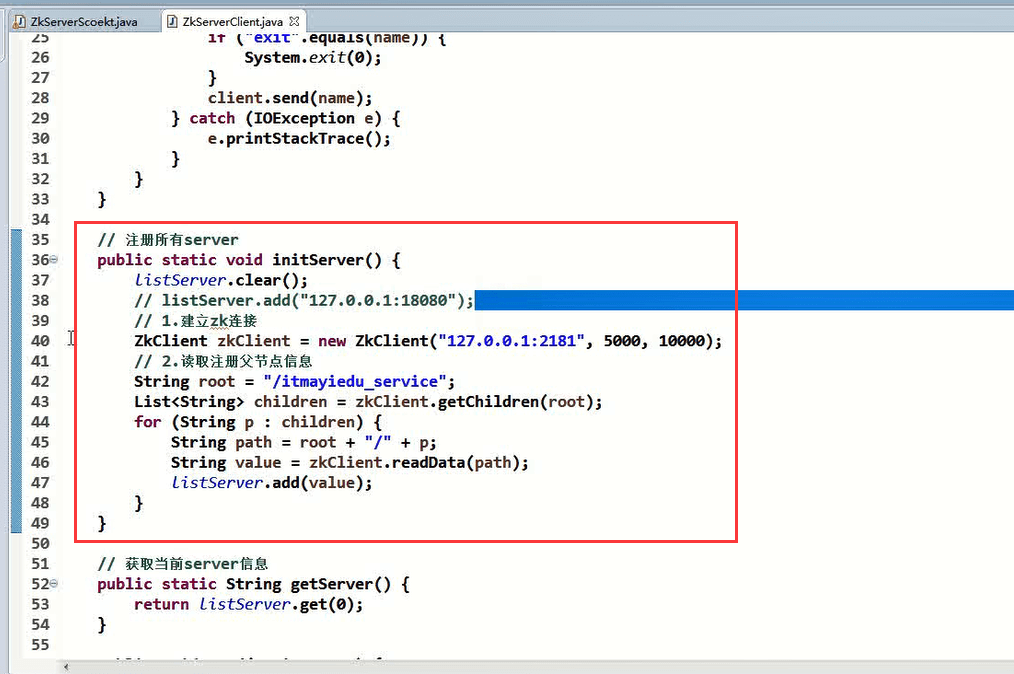 ZkServerScoekt.java ZkServerClient.java
25 if ("exit".equals(name)) {
26 System.exit(0);
27 }
28 client.send(name);
29 } catch (IOException e) {
30 e.printStackTrace();
31 }
32 }
33 }
34
35 // 注册所有server
36 public static void initServer() {
37 listServer.clear();
38 // listServer.add("127.0.0.1:18080");
39 // 1.建立zk连接
40 ZkClient zkClient = new ZkClient("127.0.0.1:2181", 5000, 10000);
41 // 2.读取注册父节点信息
42 String root = "/itmayiedu_service";
43 List<String> children = zkClient.getChildren(root);
44 for (String p : children) {
45 String path = root + "/" + p;
46 String value = zkClient.readData(path);
47 listServer.add(value);
48 }
49 }
50
51 // 获取当前server信息
52 public static String getServer() {
53 return listServer.get(0);
54 }
55